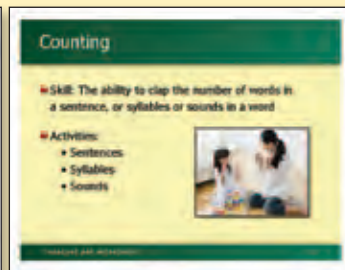 Counting
Skill: The ability to clap the number of words in
a sentence, or syllables or sounds in a word
Activities:
• Sentences
• Syllables
• Sounds